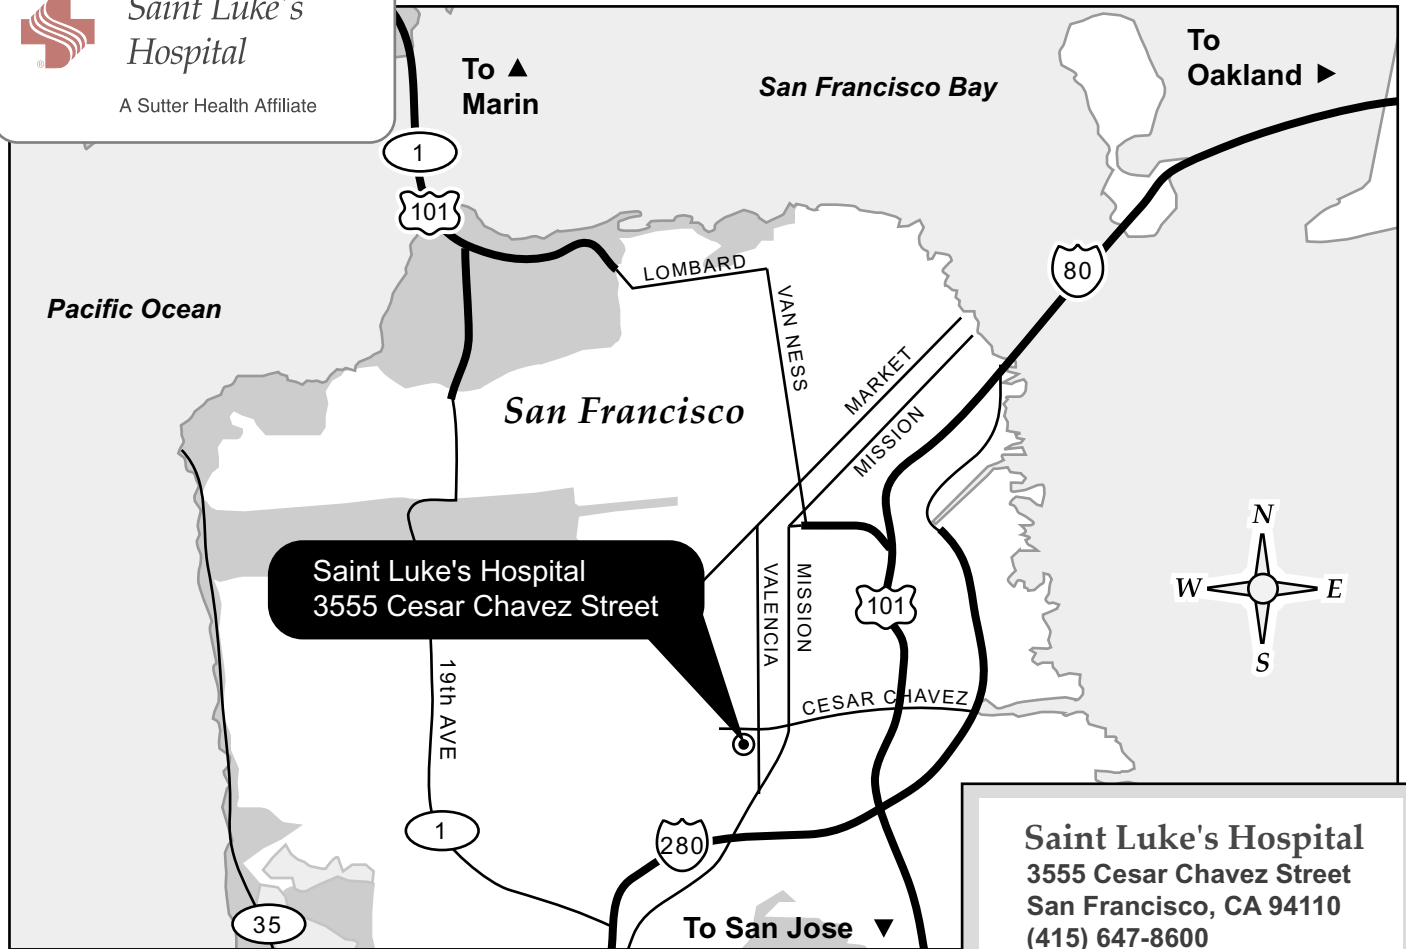 Saint Luke's
Hospital
®
A Sutter Health Affiliate
To ▲
Marin
San Francisco Bay
To
Oakland ▶
1
101
80
Pacific Ocean
LOMBARD
VAN NESS
MARKET
MISSION
San Francisco
Saint Luke's Hospital
3555 Cesar Chavez Street
VALENCIA
MISSION
101
N
W
E
S
19th AVE
CESAR CHAVEZ
1
280
35
To San Jose ▼
Saint Luke's Hospital
3555 Cesar Chavez Street
San Francisco, CA 94110
(415) 647-8600